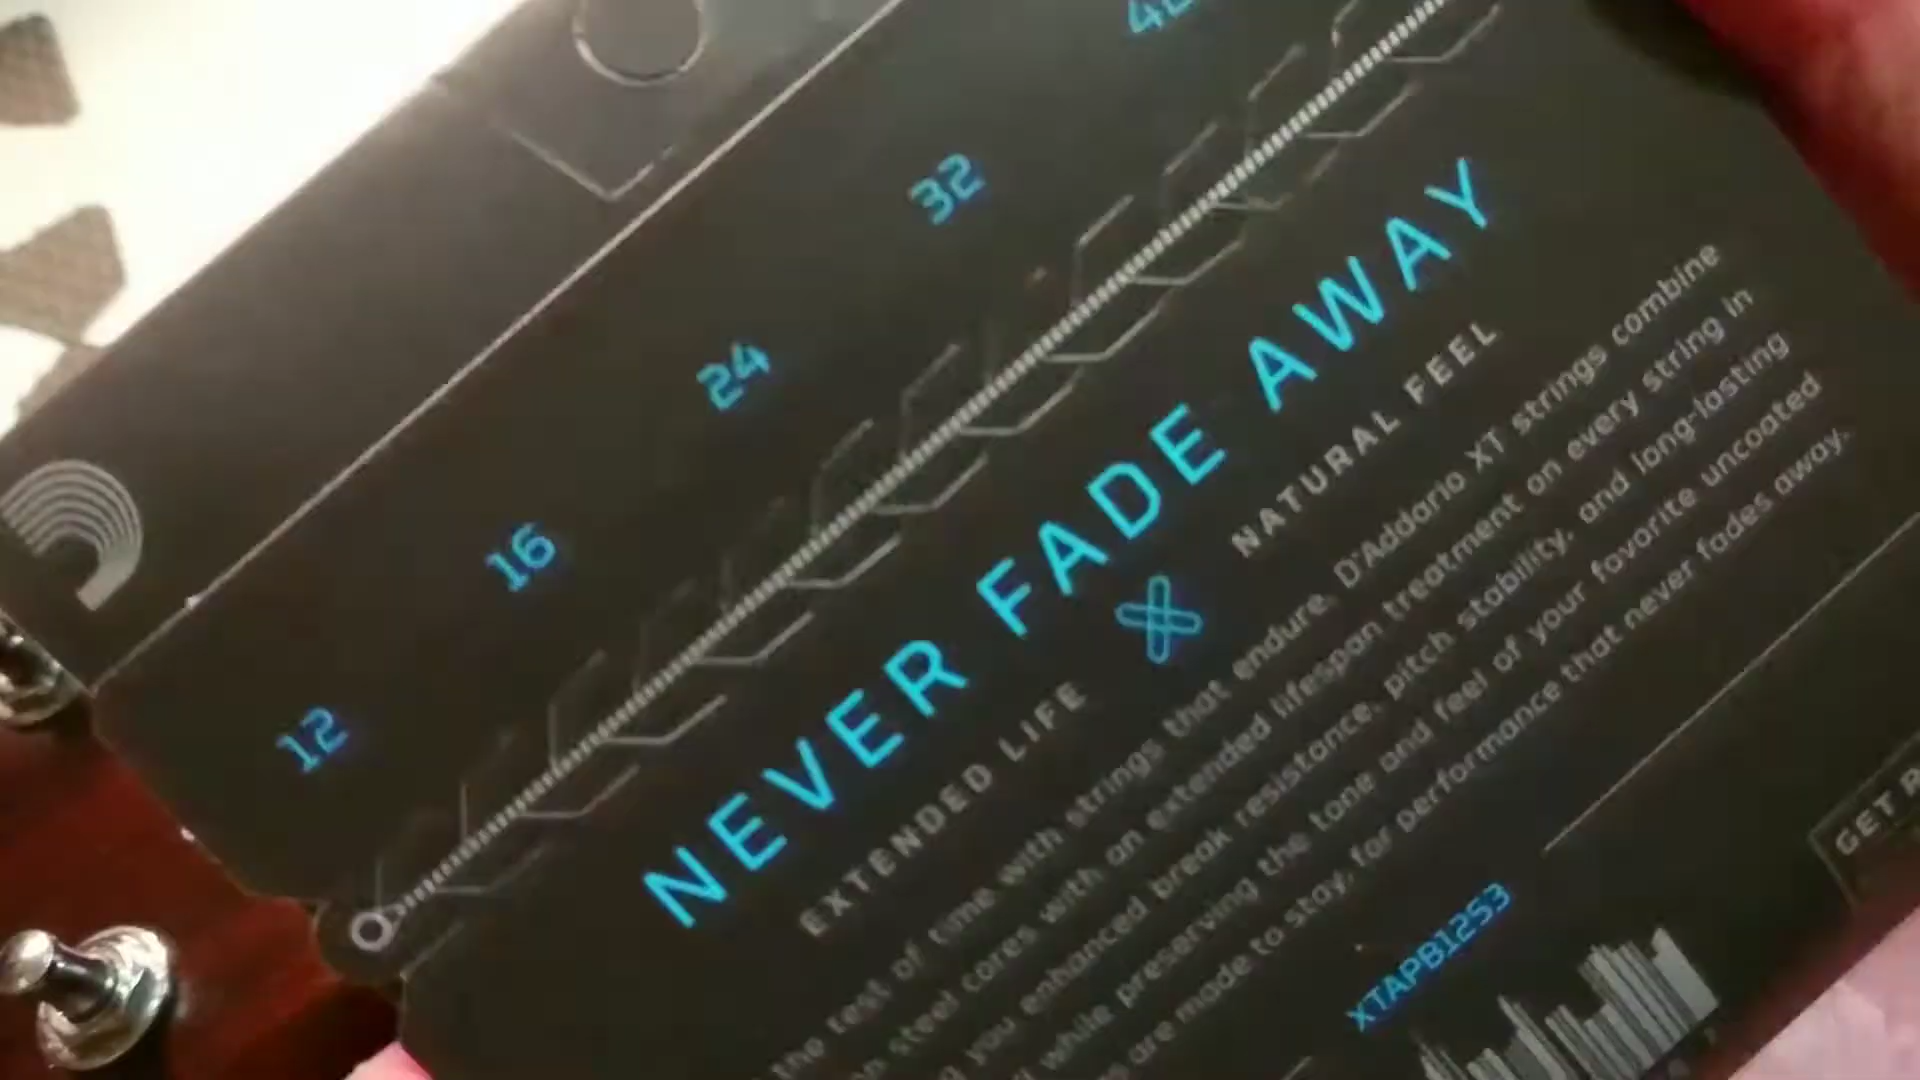 12 16 24 32 42
NEVER FADE AWAY
EXTENDED LIFE NATURAL FEEL
the test of time with strings that endure. D'Addario XT strings combine
steel cores with an extended lifespan treatment on every string in
you enhanced break resistance, pitch stability, and long-lasting
while preserving the tone and feel of your favorite uncoated
are made to stay, for performance that never fades away.
XTAPB1253
GET